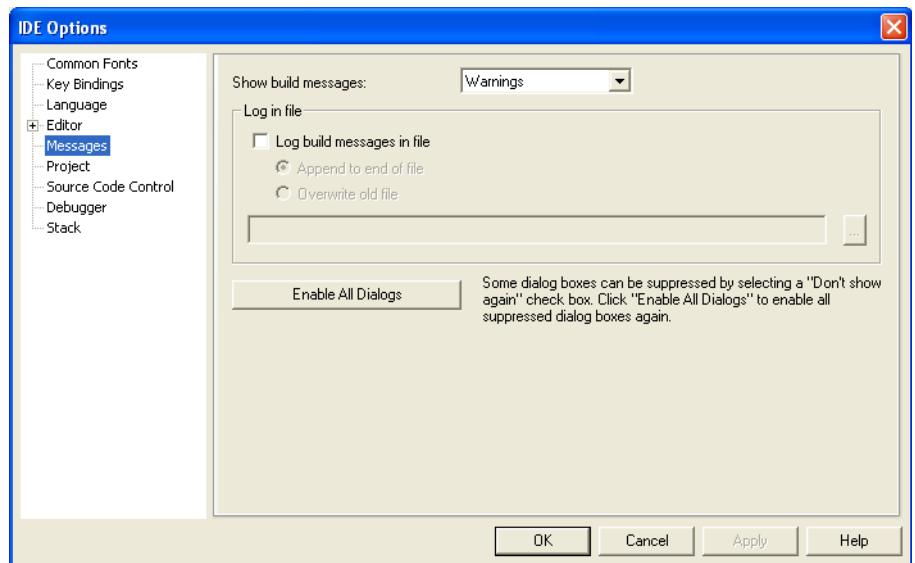 IDE Options
Common Fonts
Key Bindings
Language
Editor
Messages
Project
Source Code Control
Debugger
Stack
Show build messages:
Warnings
Log in file
Log build messages in file
Append to end of file
Overwrite old file
...
Enable All Dialogs
Some dialog boxes can be suppressed by selecting a "Don't show
again" check box. Click "Enable All Dialogs" to enable all
suppressed dialog boxes again.
OK
Cancel
Apply
Help